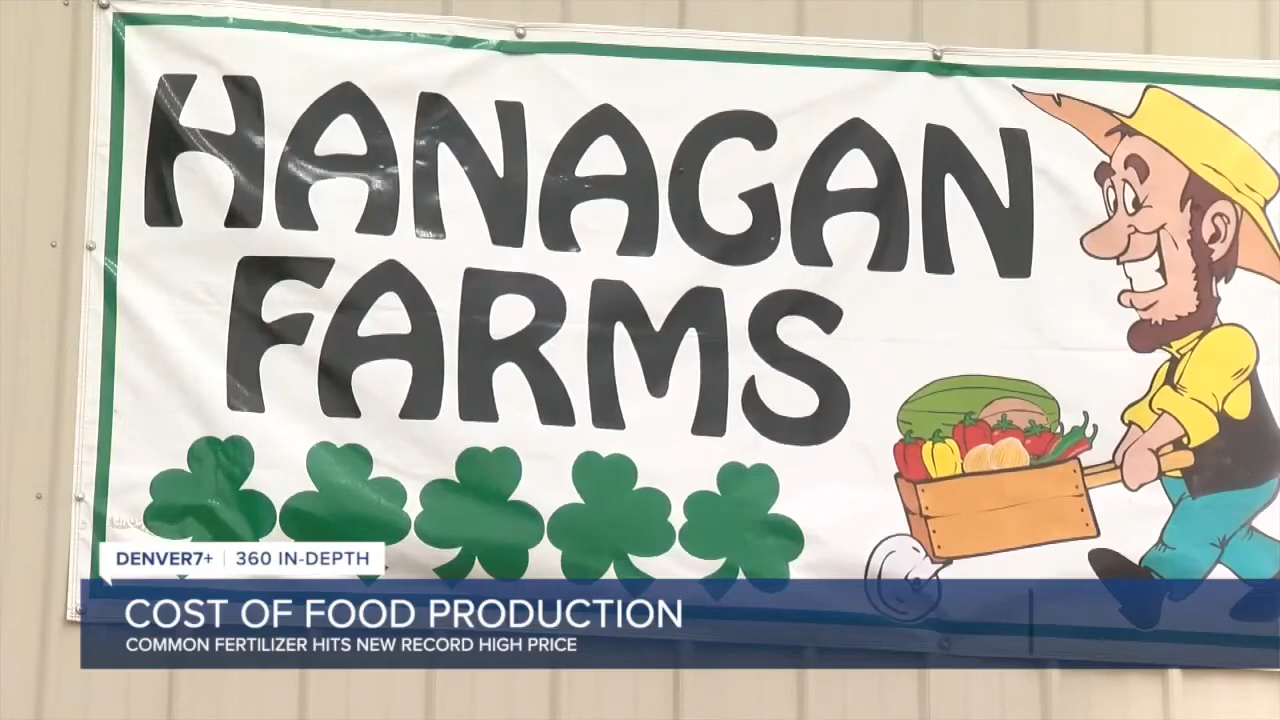 HANAGAN
FARMS
DENVER7+ | 360 IN-DEPTH
COST OF FOOD PRODUCTION
COMMON FERTILIZER HITS NEW RECORD HIGH PRICE